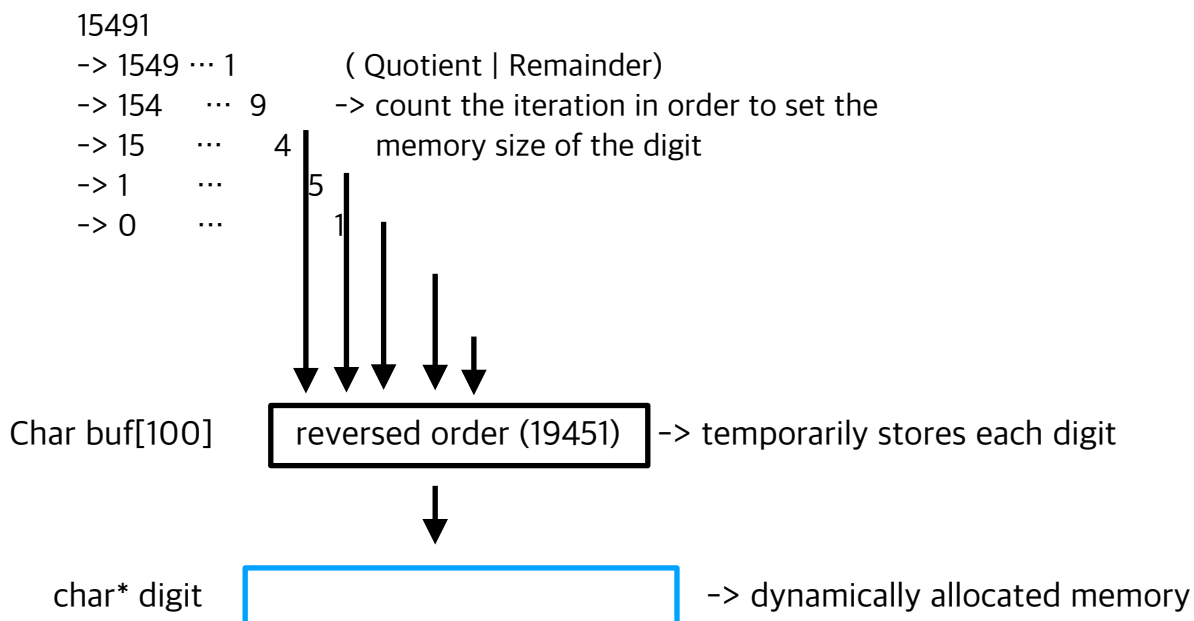 15491
-> 1549 ⋯ 1 ( Quotient | Remainder)
-> 154 ⋯ 9 -> count the iteration in order to set the
-> 15 ⋯ 4 memory size of the digit
-> 1 ⋯ 5
-> 0 ⋯ 1
Char buf[100] reversed order (19451) -> temporarily stores each digit
char* digit -> dynamically allocated memory